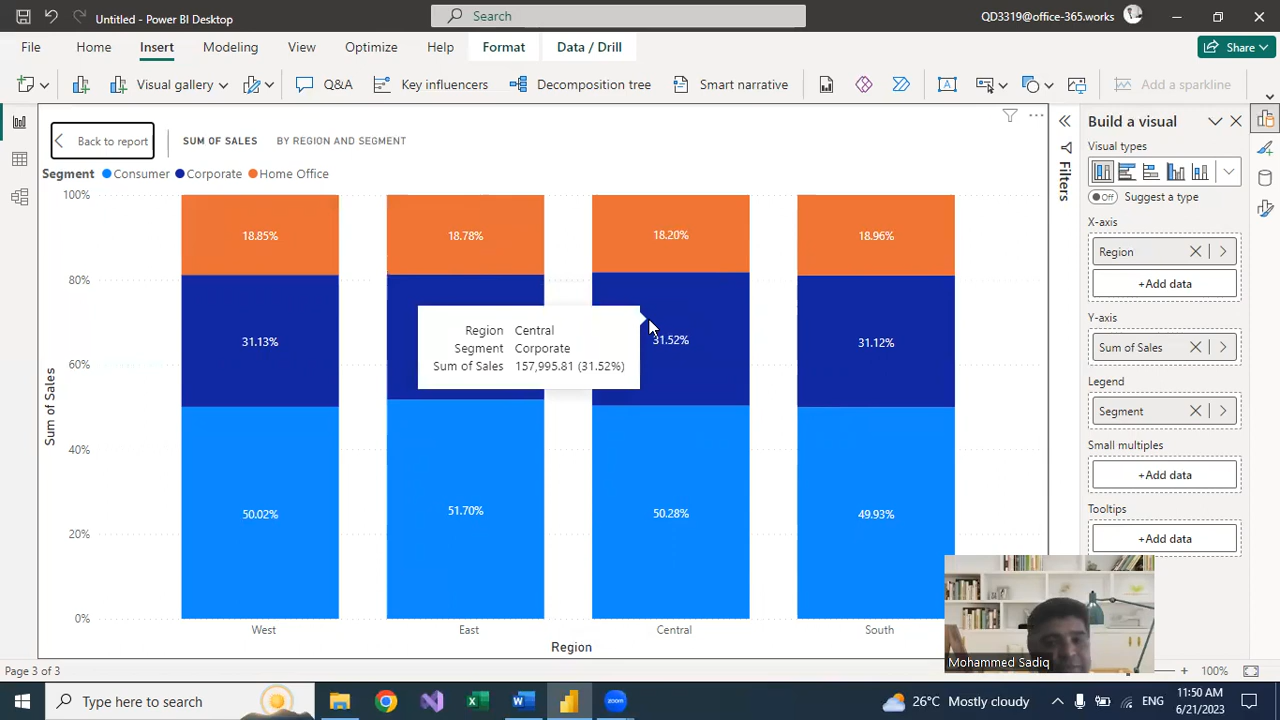 Untitled - Power BI Desktop
Search
QD3319@office-365.works
File
Home
Insert
Modeling
View
Optimize
Help
Format
Data / Drill
Share
Visual gallery
Q&A
Key influencers
Decomposition tree
Smart narrative
Add a sparkline
Back to report
SUM OF SALES
BY REGION AND SEGMENT
Segment Consumer Corporate Home Office
100%
80%
60%
40%
20%
0%
Sum of Sales
18.85%
18.78%
18.20%
18.96%
31.13%
31.52%
31.12%
50.02%
51.70%
50.28%
49.93%
Region Central
Segment Corporate
Sum of Sales 157,995.81 (31.52%)
West
East
Central
South
Region
Filters
Build a visual
Visual types
Off
Suggest a type
X-axis
Region
+Add data
Y-axis
Sum of Sales
Legend
Segment
Small multiples
+Add data
Tooltips
+Add data
Mohammed Sadiq
Page 3 of 3
100%
Type here to search
zoom
26°C Mostly cloudy
ENG
11:50 AM
6/21/2023